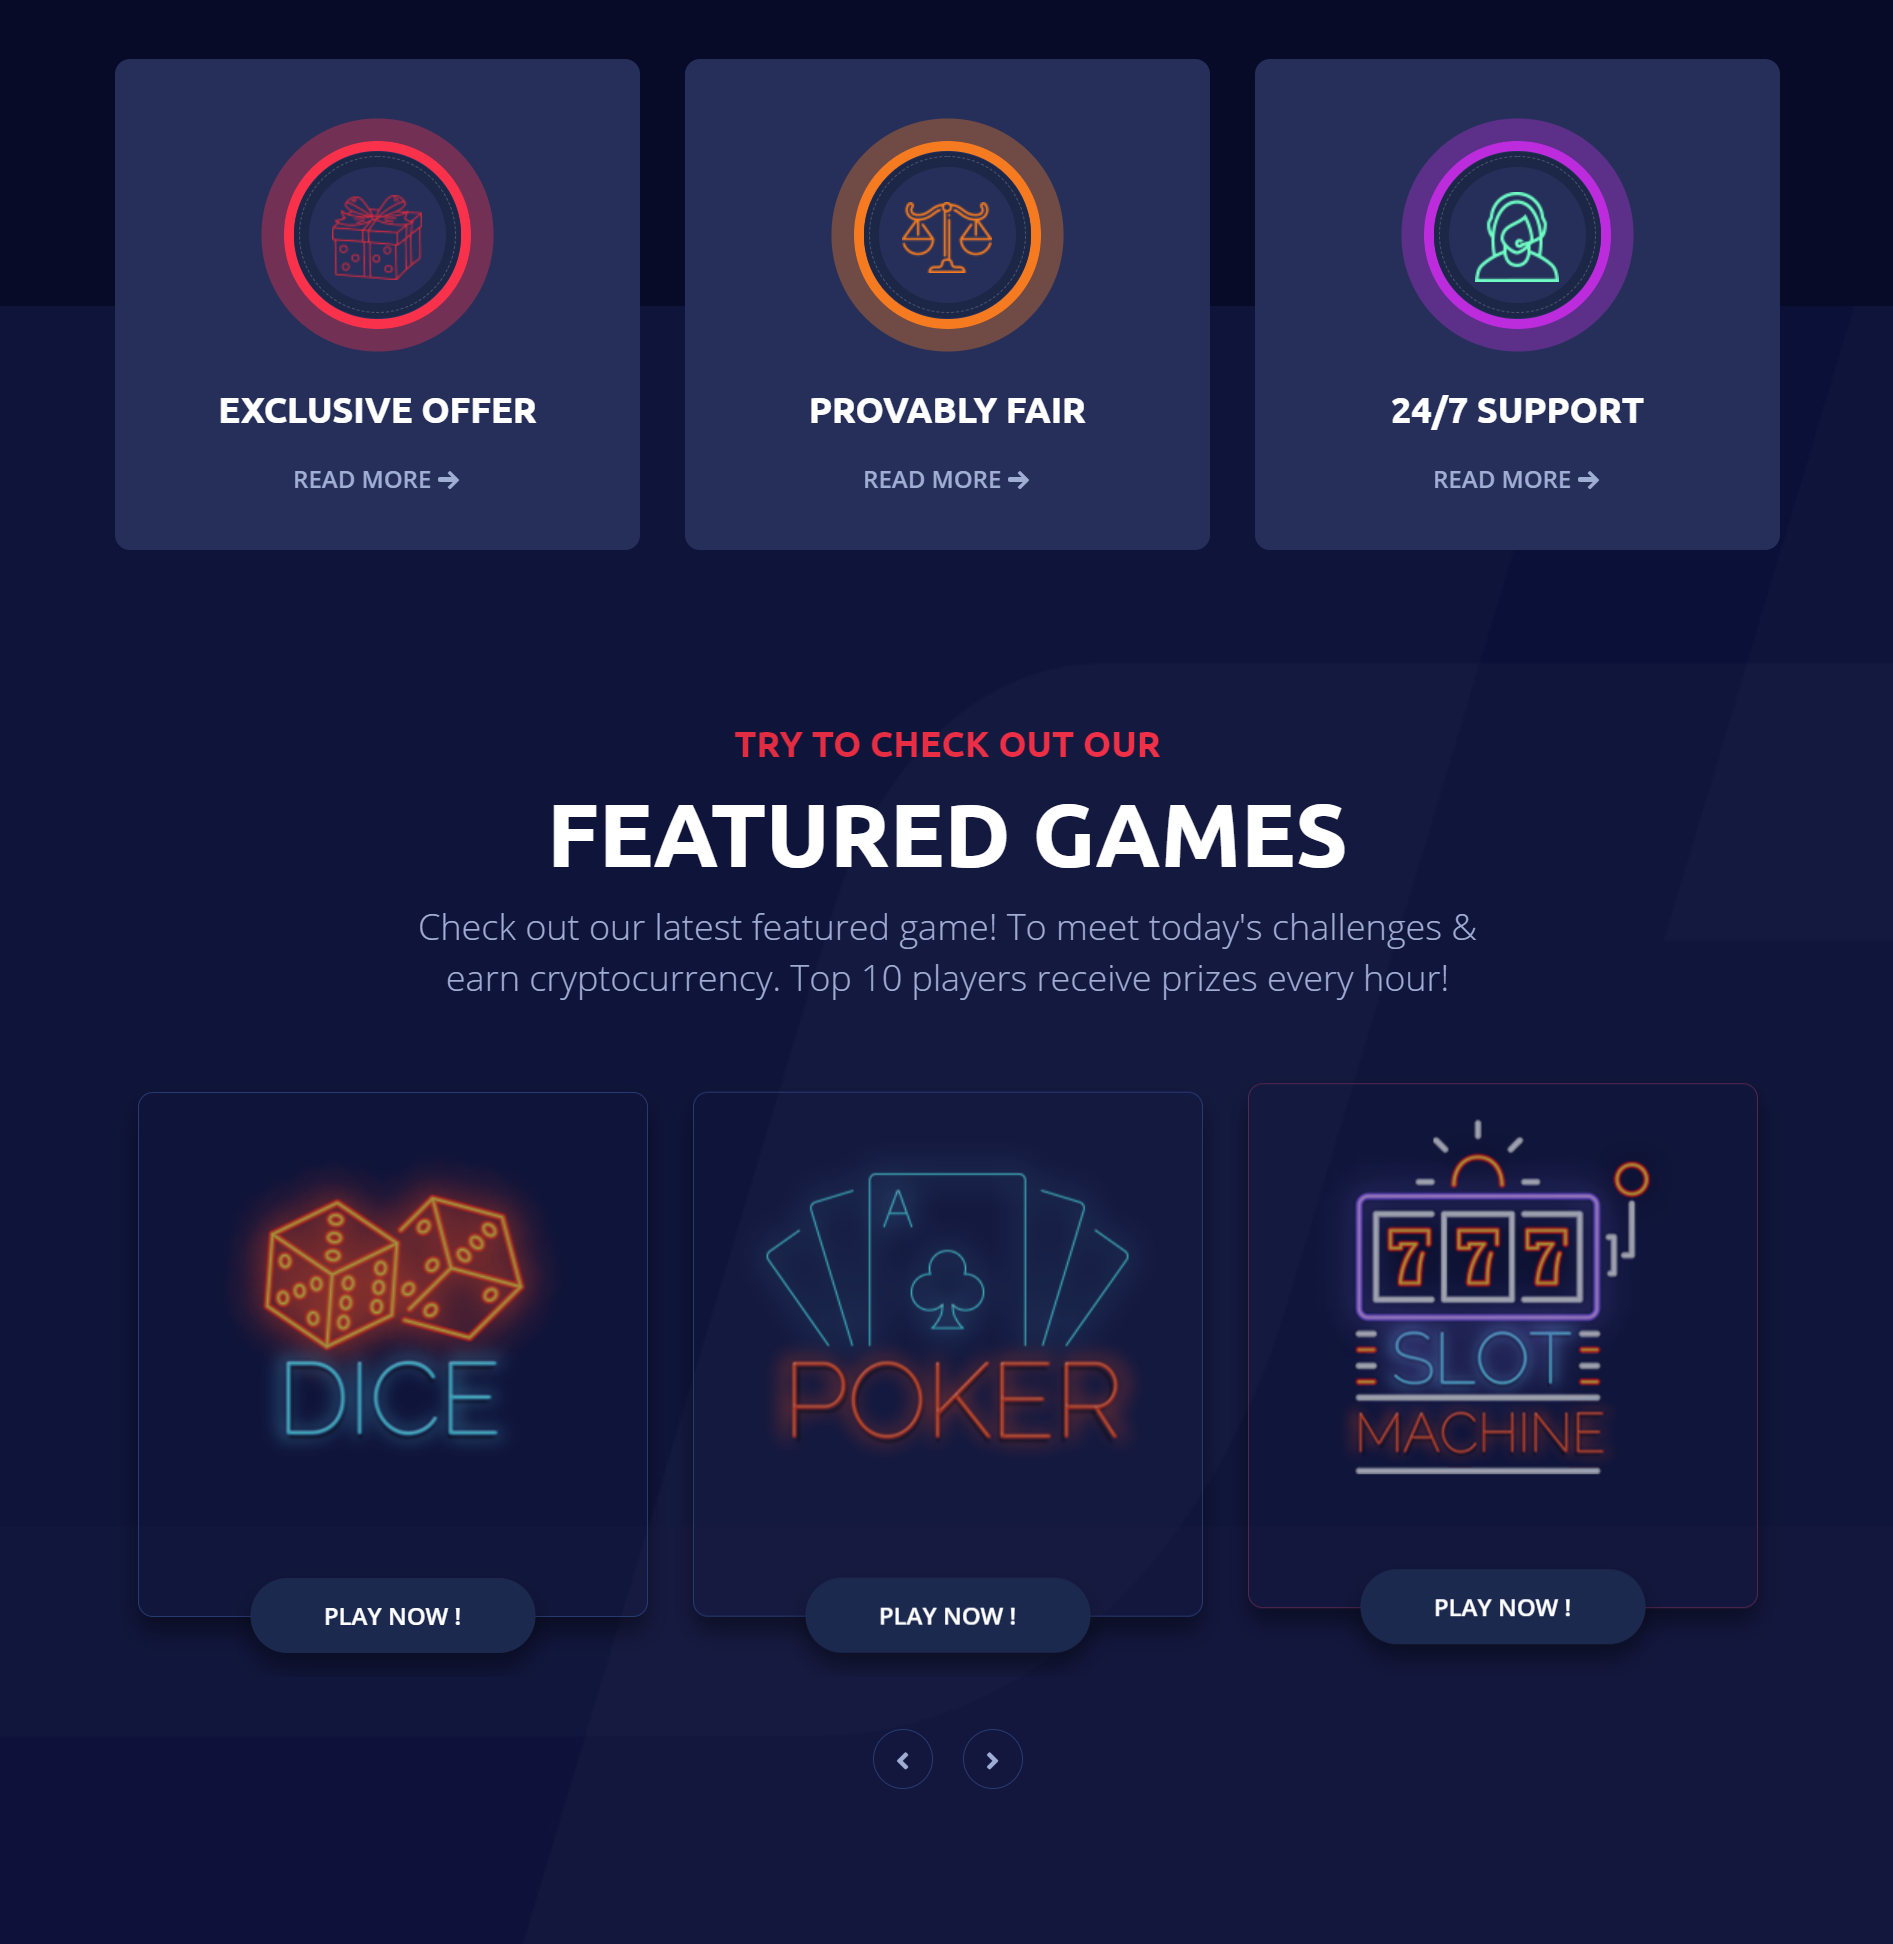 EXCLUSIVE OFFER
READ MORE
PROVABLY FAIR
READ MORE
24/7 SUPPORT
READ MORE
TRY TO CHECK OUT OUR
FEATURED GAMES
Check out our latest featured game! To meet today's challenges &
earn cryptocurrency. Top 10 players receive prizes every hour!
DICE
PLAY NOW !
A
POKER
PLAY NOW !
777
SLOT
MACHINE
PLAY NOW !